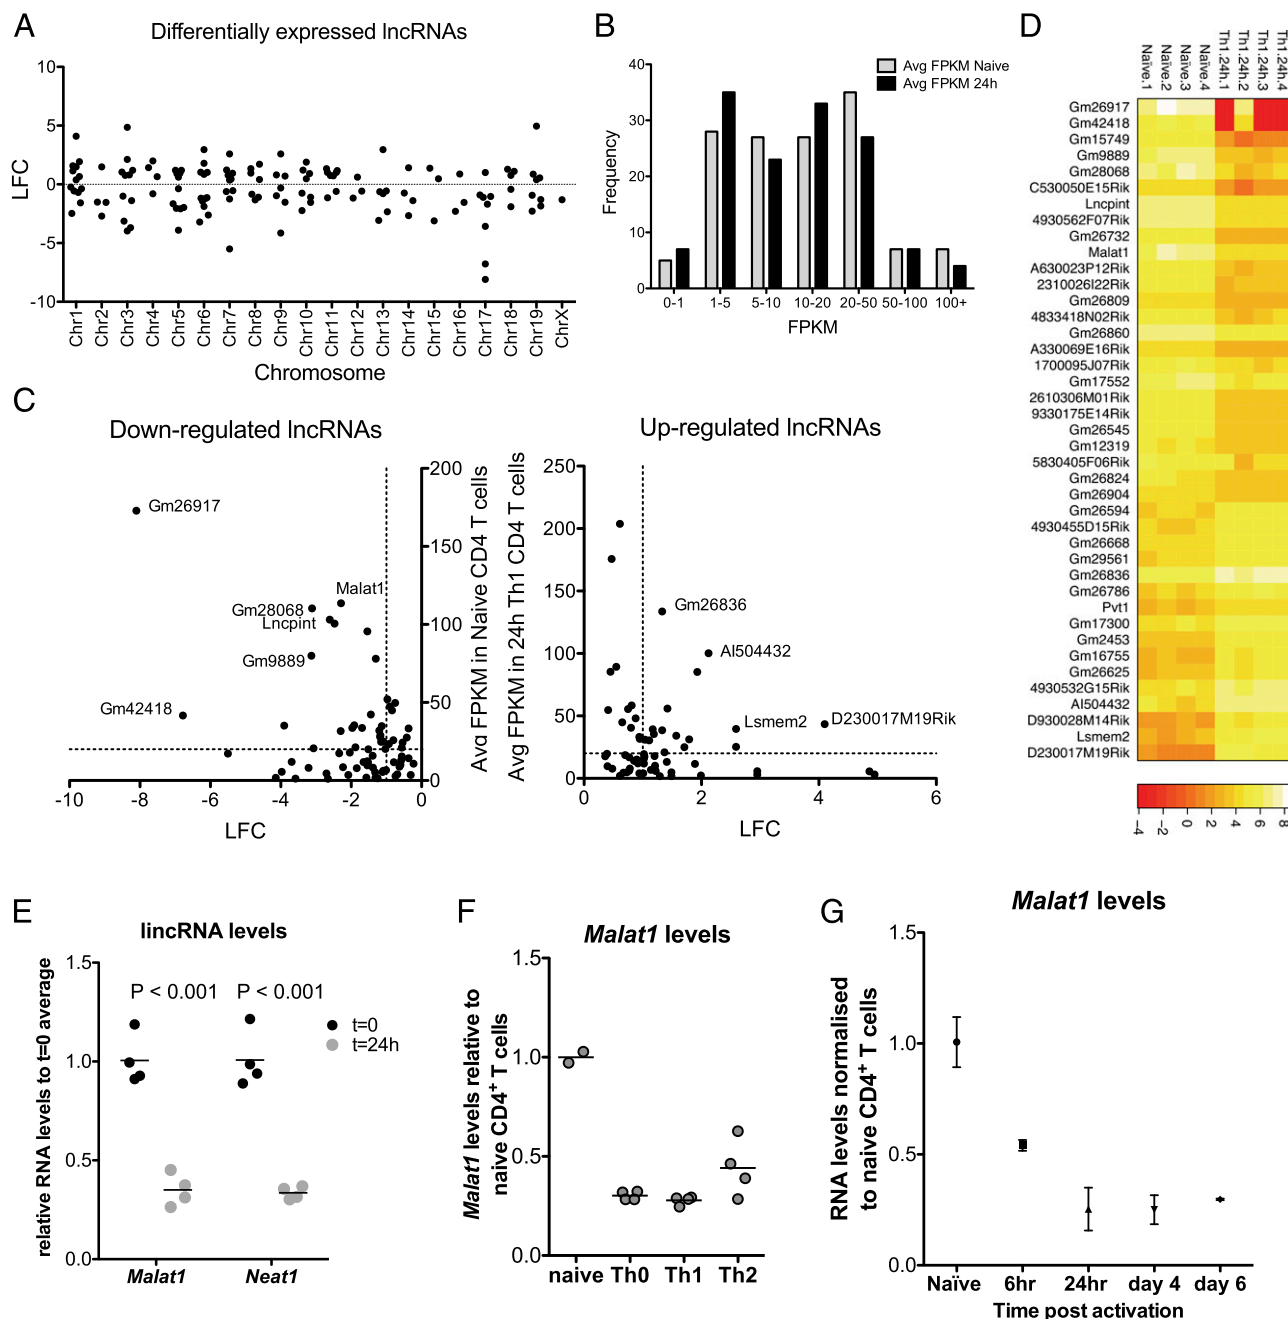 A
Differentially expressed lncRNAs
10
5
0
-5
-10
LFC
Chr1
Chr2
Chr3
Chr4
Chr5
Chr6
Chr7
Chr8
Chr9
Chr10
Chr11
Chr12
Chr13
Chr14
Chr15
Chr16
Chr17
Chr18
Chr19
ChrX
Chromosome
B
Avg FPKM Naive
Avg FPKM 24h
40
30
20
10
0
Frequency
0-1 1-5 5-10 10-20 20-50 50-100 100+
FPKM
C
Down-regulated lncRNAs
Gm26917
Malat1
Gm28068
Lncpint
Gm9889
Gm42418
200
150
100
50
0
Avg FPKM in Naive CD4 T cells
-10 -8 -6 -4 -2 0
LFC
Up-regulated lncRNAs
250
200
150
100
50
0
Avg FPKM in 24h Th1 CD4 T cells
Gm26836
AI504432
Lsmem2
D230017M19Rik
0 2 4 6
LFC
D
Naïve.1
Naïve.2
Naïve.3
Naïve.4
Th1.24h.1
Th1.24h.2
Th1.24h.3
Th1.24h.4
Gm26917
Gm42418
Gm15749
Gm9889
Gm28068
C530050E15Rik
Lncpint
4930562F07Rik
Gm26732
Malat1
A630023P12Rik
2310026I22Rik
Gm26809
4833418N02Rik
Gm26860
A330069E16Rik
1700095J07Rik
Gm17552
2610306M01Rik
9330175E14Rik
Gm26545
Gm12319
5830405F06Rik
Gm26824
Gm26904
Gm26594
4930455D15Rik
Gm26668
Gm29561
Gm26836
Gm26786
Pvt1
Gm17300
Gm2453
Gm16755
Gm26625
4930532G15Rik
AI504432
D930028M14Rik
Lsmem2
D230017M19Rik
-4 -2 0 2 4 6 8
E
lincRNA levels
1.5
1.0
0.5
0.0
relative RNA levels to t=0 average
P < 0.001 P < 0.001
t=0
t=24h
Malat1 Neat1
F
Malat1 levels
1.5
1.0
0.5
0.0
Malat1 levels relative to
naive CD4+ T cells
naive Th0 Th1 Th2
G
Malat1 levels
1.5
1.0
0.5
0.0
RNA levels normalised
to naive CD4+ T cells
Naïve 6hr 24hr day 4 day 6
Time post activation